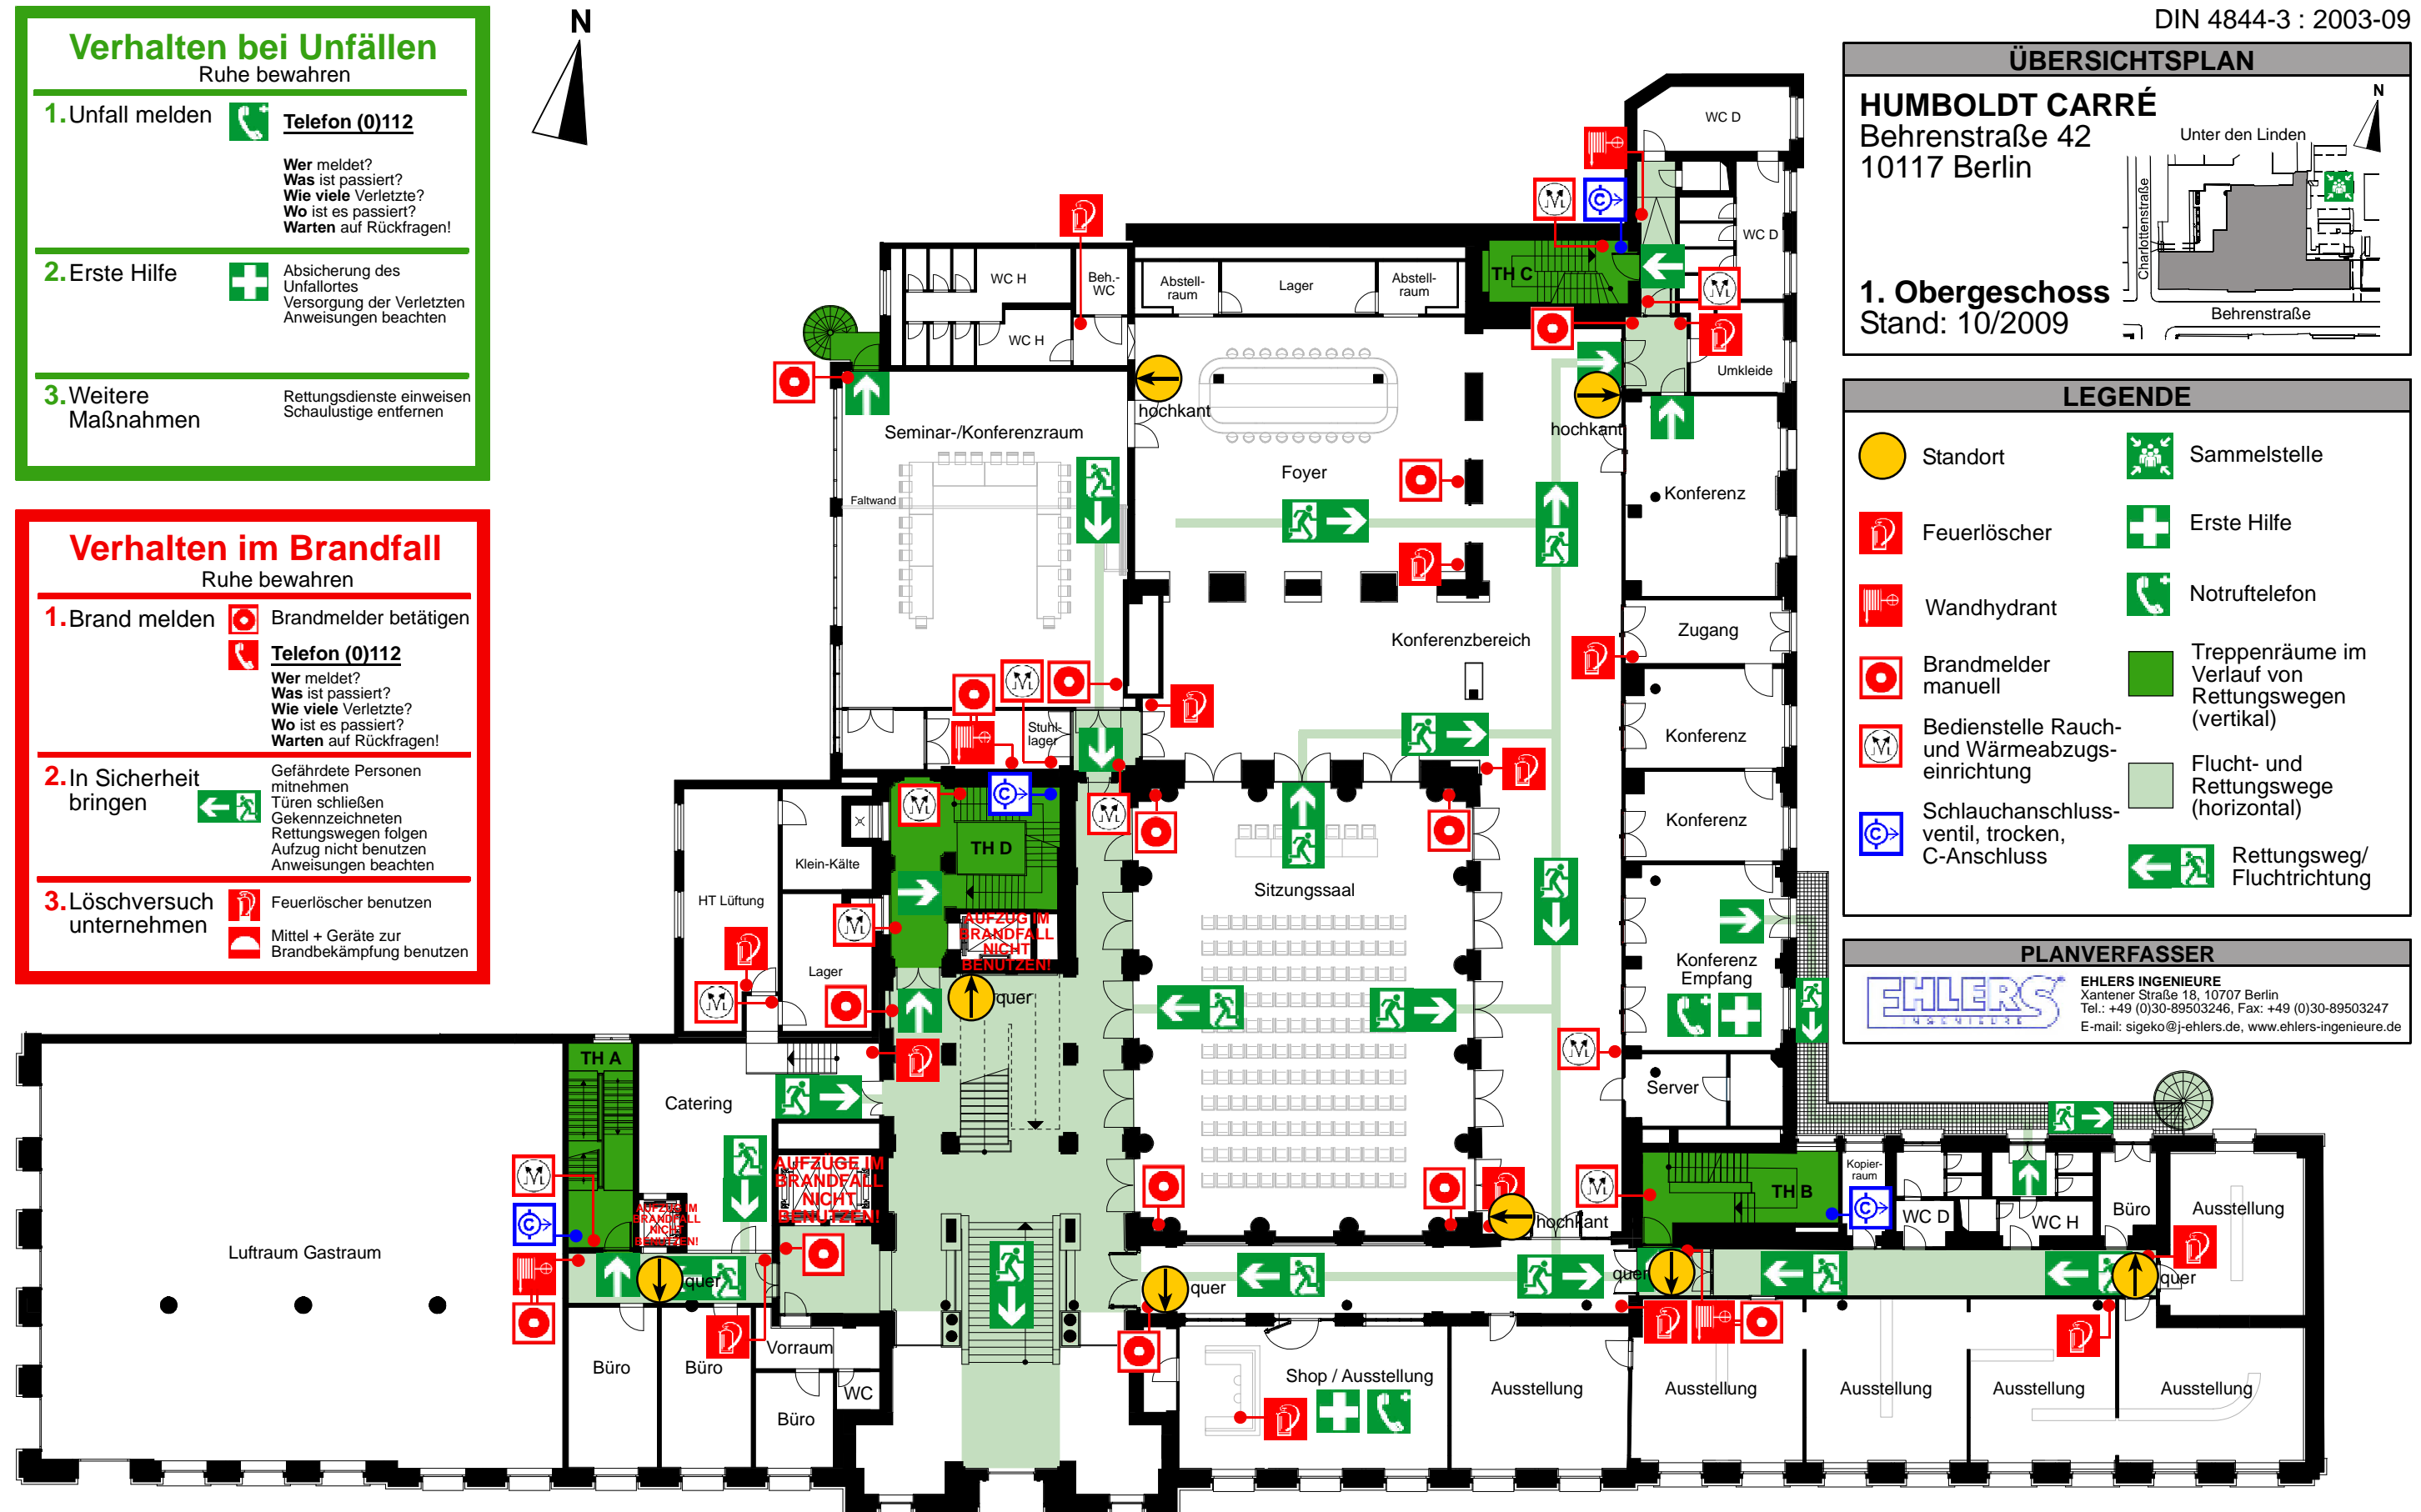 DIN 4844-3 : 2003-09
Verhalten bei Unfällen
Ruhe bewahren
1. Unfall melden
Telefon (0)112
Wer meldet?
Was ist passiert?
Wie viele Verletzte?
Wo ist es passiert?
Warten auf Rückfragen!
2. Erste Hilfe
Absicherung des
Unfallortes
Versorgung der Verletzten
Anweisungen beachten
3. Weitere
Maßnahmen
Rettungsdienste einweisen
Schaulustige entfernen
Verhalten im Brandfall
Ruhe bewahren
1. Brand melden
Brandmelder betätigen
Telefon (0)112
Wer meldet?
Was ist passiert?
Wie viele Verletzte?
Wo ist es passiert?
Warten auf Rückfragen!
2. In Sicherheit
bringen
Gefährdete Personen
mitnehmen
Türen schließen
Gekennzeichneten
Rettungswegen folgen
Aufzug nicht benutzen
Anweisungen beachten
3. Löschversuch
unternehmen
Feuerlöscher benutzen
Mittel + Geräte zur
Brandbekämpfung benutzen
N
WC D
WC D
TH C
WC H
Beh.-
WC
WC H
Abstell-
raum
Lager
Abstell-
raum
Umkleide
hochkant
hochkant
Seminar-/Konferenzraum
Faltwand
Foyer
Konferenz
Konferenzbereich
Zugang
Stuhl-
lager
Konferenz
Konferenz
Klein-Kälte
TH D
HT Lüftung
Lager
AUFZUG IM
BRANDFALL
NICHT
BENUTZEN!
quer
Sitzungssaal
Konferenz
Empfang
Server
TH A
Catering
AUFZÜGE IM
BRANDFALL
NICHT
BENUTZEN!
AUFZUG IM
BRANDFALL
NICHT
BENUTZEN!
Luftraum Gastraum
quer
Büro
Büro
Vorraum
WC
Büro
quer
hochkant
quer
TH B
Kopier-
raum
WC D
WC H
Büro
Ausstellung
quer
Shop / Ausstellung
Ausstellung
Ausstellung
Ausstellung
Ausstellung
Ausstellung
ÜBERSICHTSPLAN
HUMBOLDT CARRÉ
Behrenstraße 42
10117 Berlin
1. Obergeschoss
Stand: 10/2009
N
Unter den Linden
Charlottenstraße
Behrenstraße
LEGENDE
Standort
Feuerlöscher
Wandhydrant
Brandmelder
manuell
Bedienstelle Rauch-
und Wärmeabzugs-
einrichtung
Schlauchanschluss-
ventil, trocken,
C-Anschluss
Sammelstelle
Erste Hilfe
Notruftelefon
Treppenräume im
Verlauf von
Rettungswegen
(vertikal)
Flucht- und
Rettungswege
(horizontal)
Rettungsweg/
Fluchtrichtung
PLANVERFASSER
EHLERS
INGENIEURE
EHLERS INGENIEURE
Xantener Straße 18, 10707 Berlin
Tel.: +49 (0)30-89503246, Fax: +49 (0)30-89503247
E-mail: sigeko@j-ehlers.de, www.ehlers-ingenieure.de